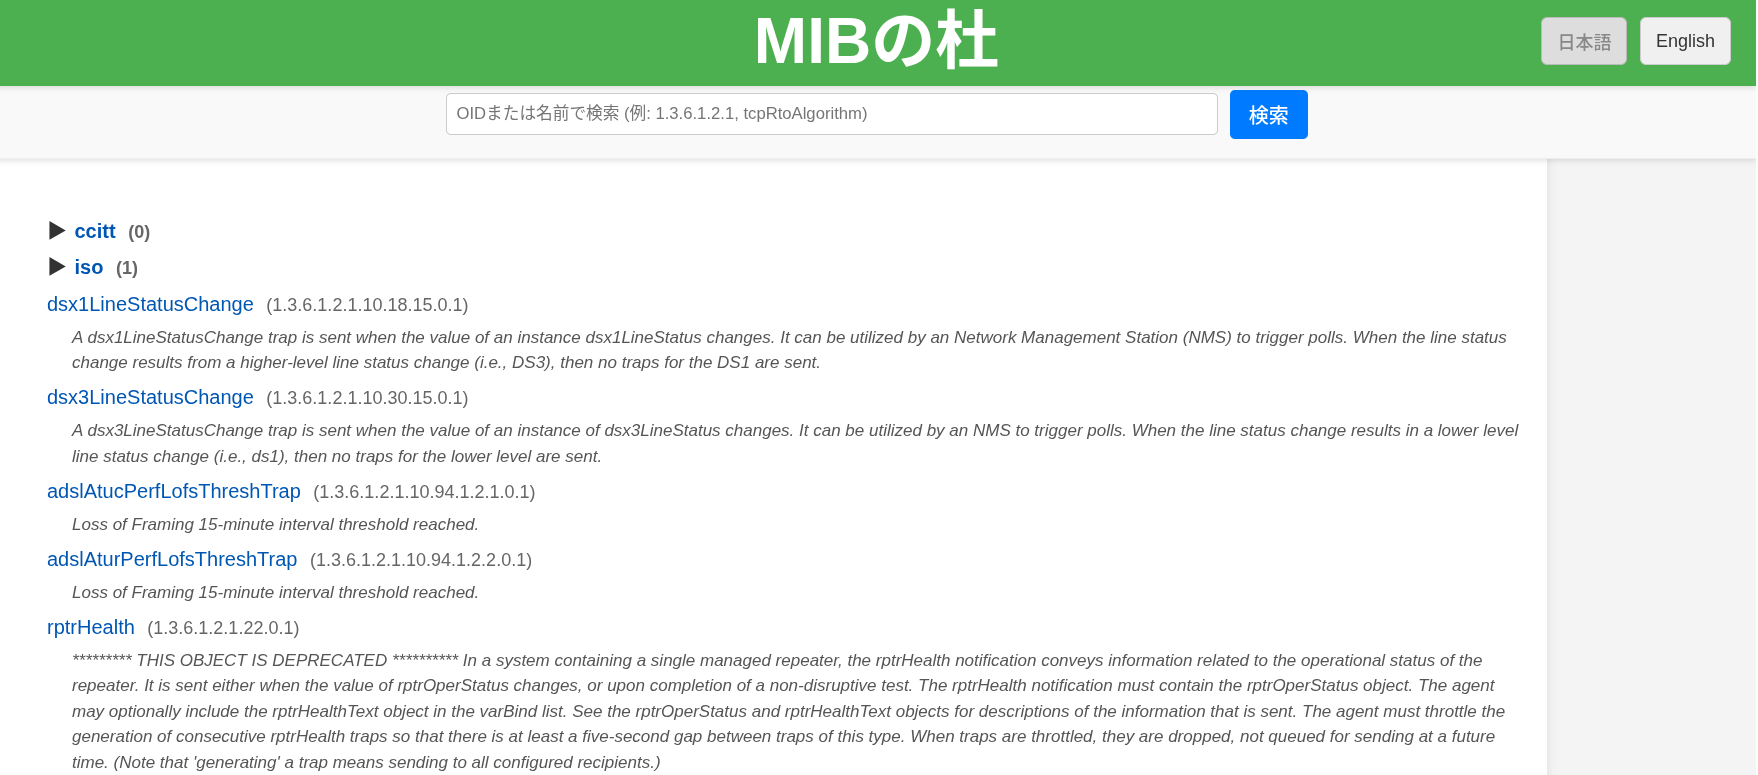 MIBの杜
日本語
English
OIDまたは名前で検索 (例: 1.3.6.1.2.1, tcpRtoAlgorithm)
検索
▶ ccitt (0)
▶ iso (1)
dsx1LineStatusChange (1.3.6.1.2.1.10.18.15.0.1)
A dsx1LineStatusChange trap is sent when the value of an instance dsx1LineStatus changes. It can be utilized by an Network Management Station (NMS) to trigger polls. When the line status
change results from a higher-level line status change (i.e., DS3), then no traps for the DS1 are sent.
dsx3LineStatusChange (1.3.6.1.2.1.10.30.15.0.1)
A dsx3LineStatusChange trap is sent when the value of an instance of dsx3LineStatus changes. It can be utilized by an NMS to trigger polls. When the line status change results in a lower level
line status change (i.e., ds1), then no traps for the lower level are sent.
adslAtucPerfLofsThreshTrap (1.3.6.1.2.1.10.94.1.2.1.0.1)
Loss of Framing 15-minute interval threshold reached.
adslAturPerfLofsThreshTrap (1.3.6.1.2.1.10.94.1.2.2.0.1)
Loss of Framing 15-minute interval threshold reached.
rptrHealth (1.3.6.1.2.1.22.0.1)
********* THIS OBJECT IS DEPRECATED ********** In a system containing a single managed repeater, the rptrHealth notification conveys information related to the operational status of the
repeater. It is sent either when the value of rptrOperStatus changes, or upon completion of a non-disruptive test. The rptrHealth notification must contain the rptrOperStatus object. The agent
may optionally include the rptrHealthText object in the varBind list. See the rptrOperStatus and rptrHealthText objects for descriptions of the information that is sent. The agent must throttle the
generation of consecutive rptrHealth traps so that there is at least a five-second gap between traps of this type. When traps are throttled, they are dropped, not queued for sending at a future
time. (Note that 'generating' a trap means sending to all configured recipients.)